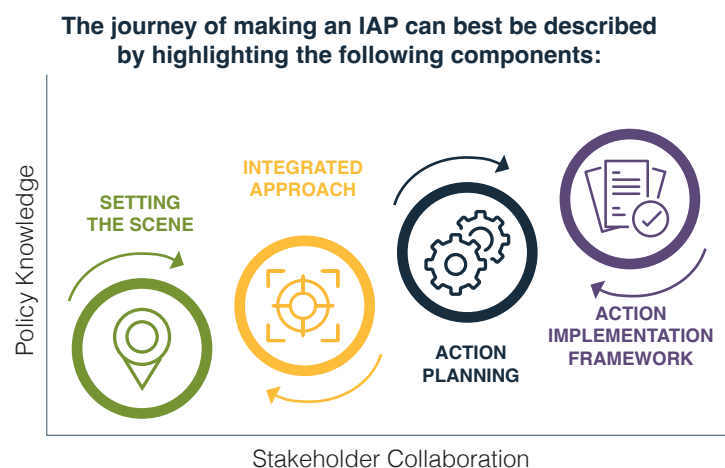 The journey of making an IAP can best be described
by highlighting the following components:
Policy Knowledge
SETTING
THE SCENE
INTEGRATED
APPROACH
ACTION
PLANNING
ACTION
IMPLEMENTATION
FRAMEWORK
Stakeholder Collaboration